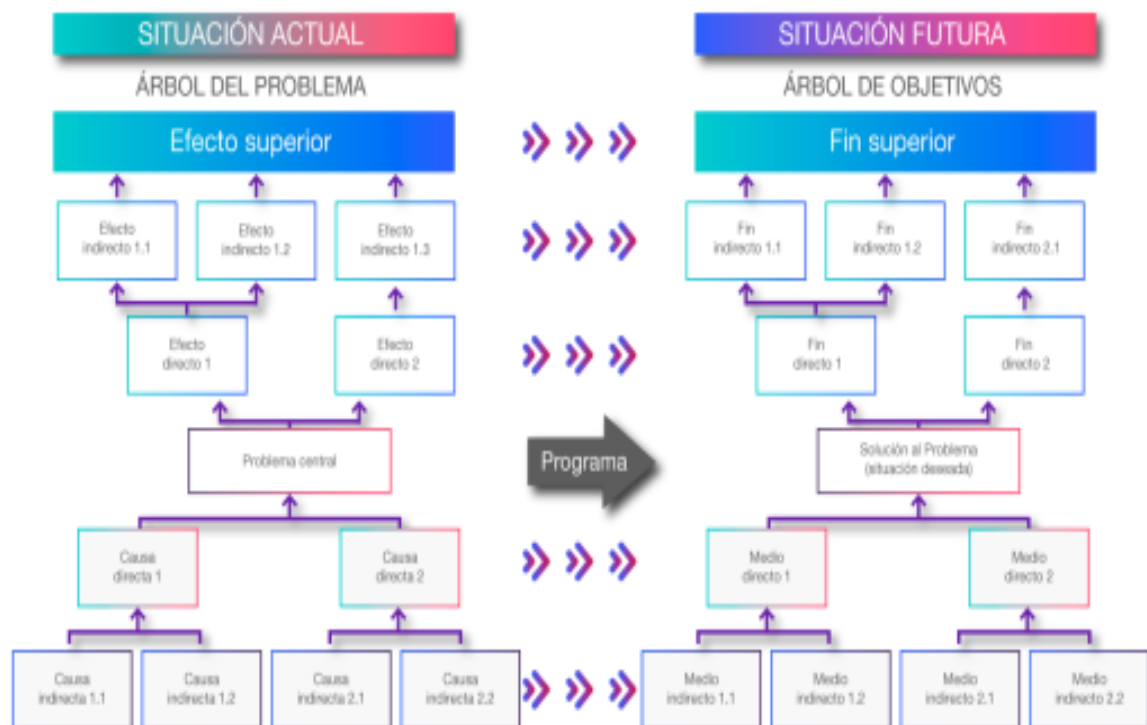 SITUACIÓN ACTUAL
ÁRBOL DEL PROBLEMA
Efecto superior
Efecto
indirecto 1.1
Efecto
indirecto 1.2
Efecto
indirecto 1.3
Efecto
directo 1
Efecto
directo 2
Problema central
Causa
directa 1
Causa
directa 2
Causa
indirecta 1.1
Causa
indirecta 1.2
Causa
indirecta 2.1
Causa
indirecta 2.2
Programa
SITUACIÓN FUTURA
ÁRBOL DE OBJETIVOS
Fin superior
Fin
indirecto 1.1
Fin
indirecto 1.2
Fin
indirecto 2.1
Fin
directo 1
Fin
directo 2
Solución al Problema
(situación deseada)
Medio
directo 1
Medio
directo 2
Medio
indirecto 1.1
Medio
indirecto 1.2
Medio
indirecto 2.1
Medio
indirecto 2.2